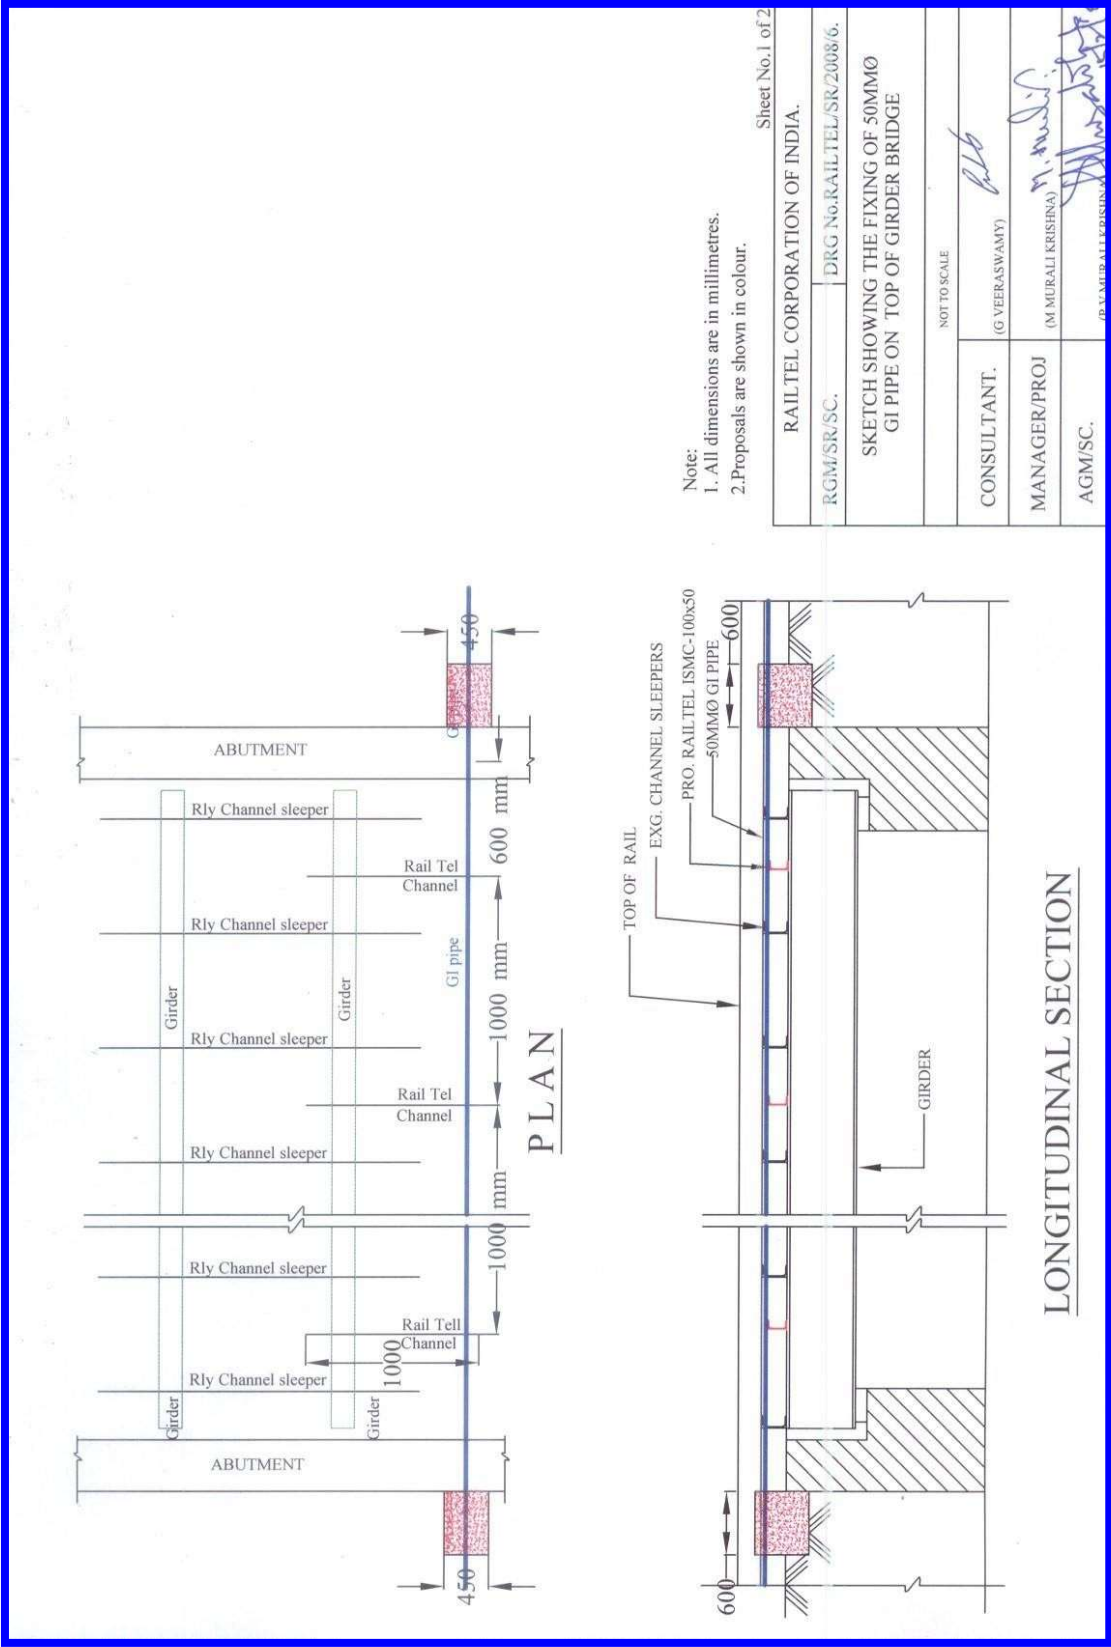 ABUTMENT
Rly Channel sleeper
Rail Tel
Channel
Rly Channel sleeper
Girder
Girder
GI pipe
Rly Channel sleeper
Rail Tel
Channel
Rly Channel sleeper
Rly Channel sleeper
Rail Tell
Channel
1000
Rly Channel sleeper
Girder
Girder
ABUTMENT
450
600 mm
1000 mm
1000 mm
450
PLAN
600
TOP OF RAIL
EXG. CHANNEL SLEEPERS
PRO. RAILTEL ISMC-100x50
50MMØ GI PIPE
600
GIRDER
LONGITUDINAL SECTION
Note:
1. All dimensions are in millimetres.
2.Proposals are shown in colour.
Sheet No.1 of 2
RAILTEL CORPORATION OF INDIA.
RGM/SR/SC. DRG No.RAILTEL/SR/2008/6.
SKETCH SHOWING THE FIXING OF 50MMØ
GI PIPE ON TOP OF GIRDER BRIDGE
NOT TO SCALE
CONSULTANT. (G VEERASWAMY)
MANAGER/PROJ (M MURALI KRISHNA)
AGM/SC. (P.V.MURALI KRISHNA